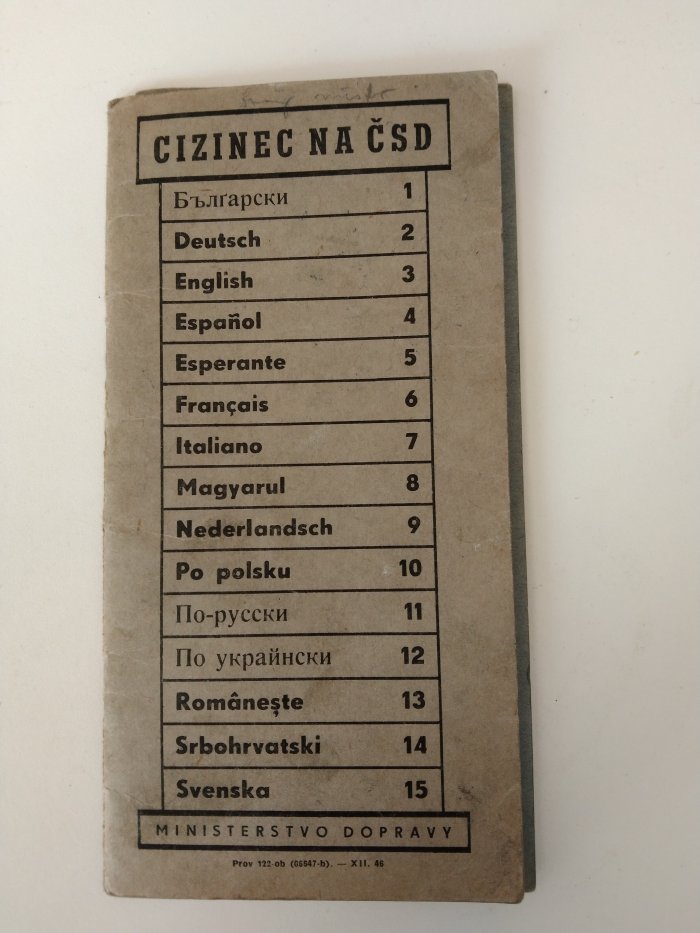 CIZINEC NA ČSD
Български 1
Deutsch 2
English 3
Español 4
Esperante 5
Français 6
Italiano 7
Magyarul 8
Nederlandsch 9
Po polsku 10
По-русски 11
По украйнски 12
Românește 13
Srbohrvatski 14
Svenska 15
MINISTERSTVO DOPRAVY
Prov 122-ob (66647-b). — XII. 46